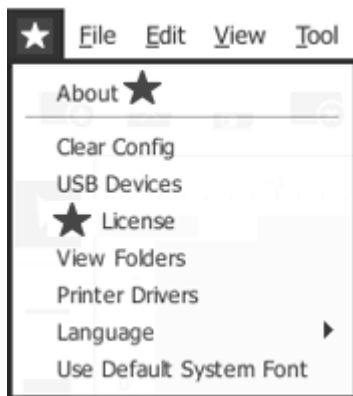 File Edit View Tool
About
Clear Config
USB Devices
License
View Folders
Printer Drivers
Language
Use Default System Font